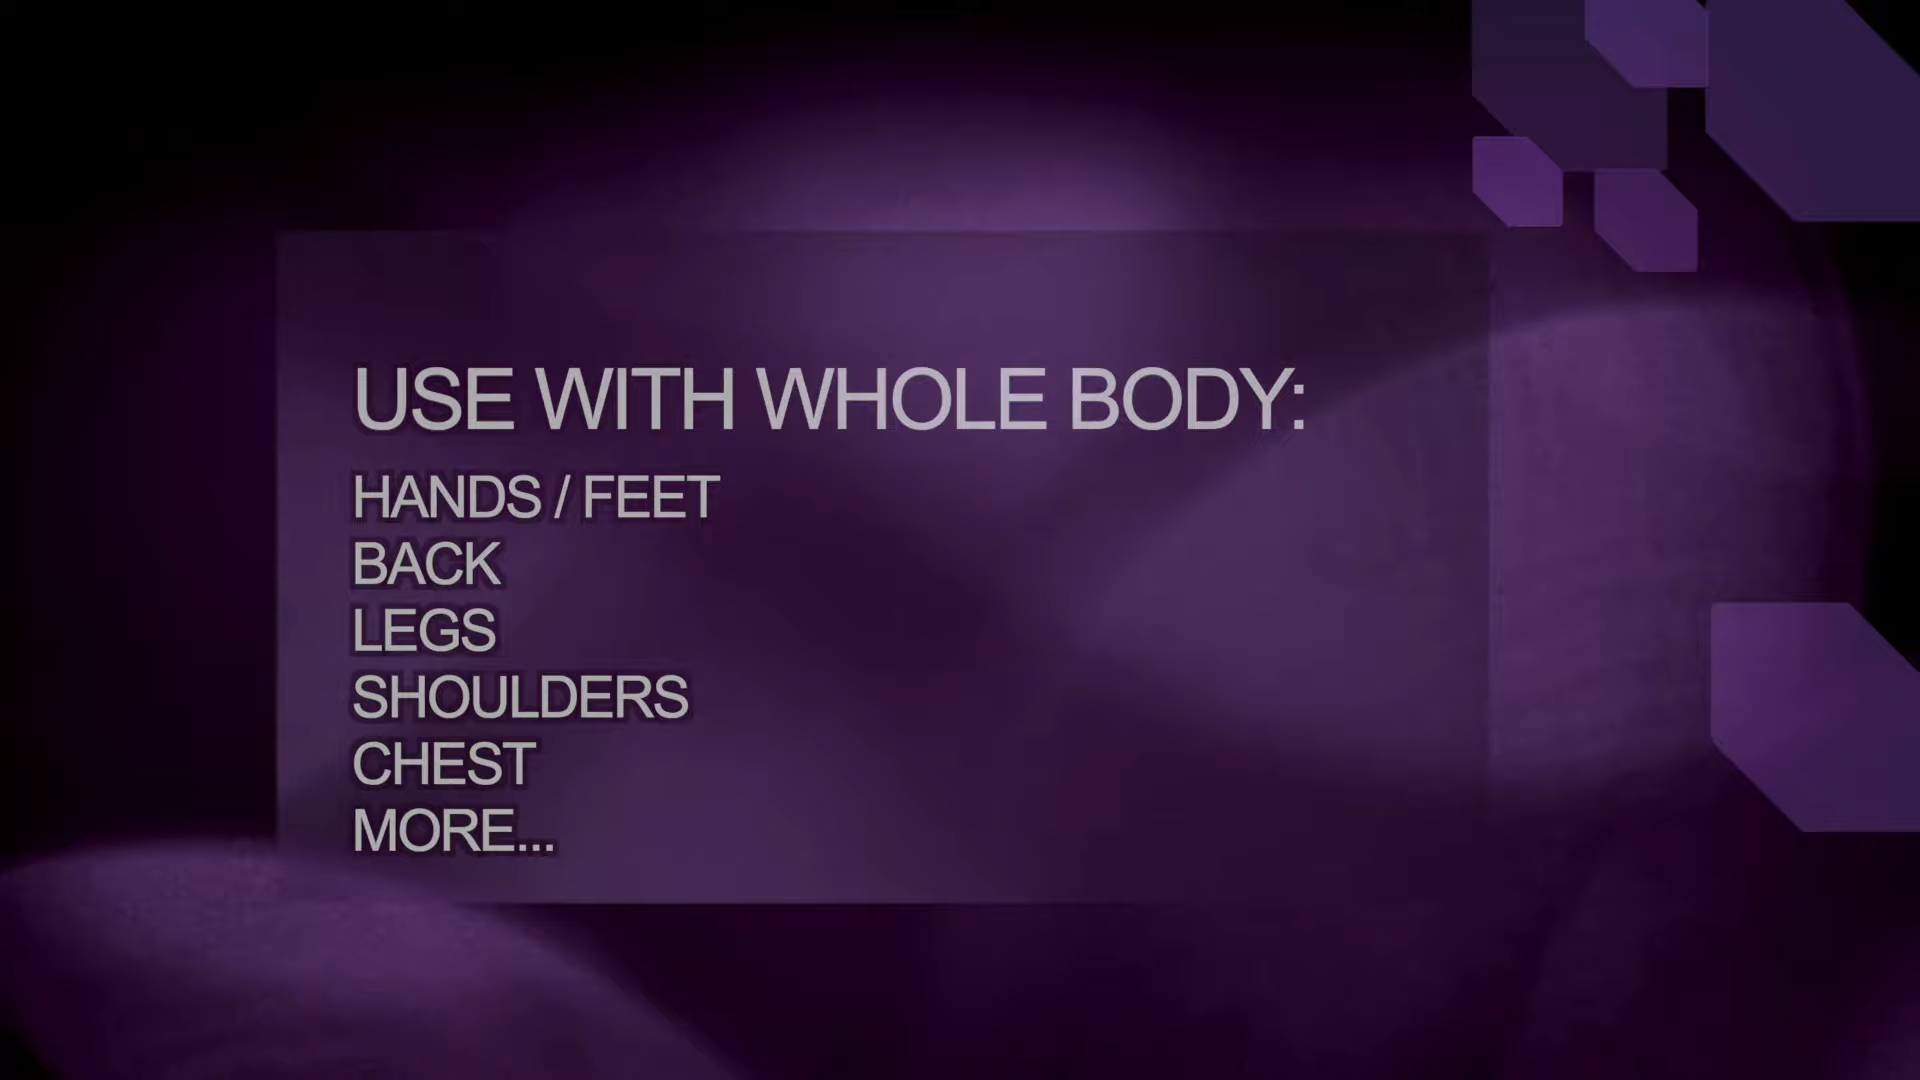 USE WITH WHOLE BODY:
HANDS / FEET
BACK
LEGS
SHOULDERS
CHEST
MORE...